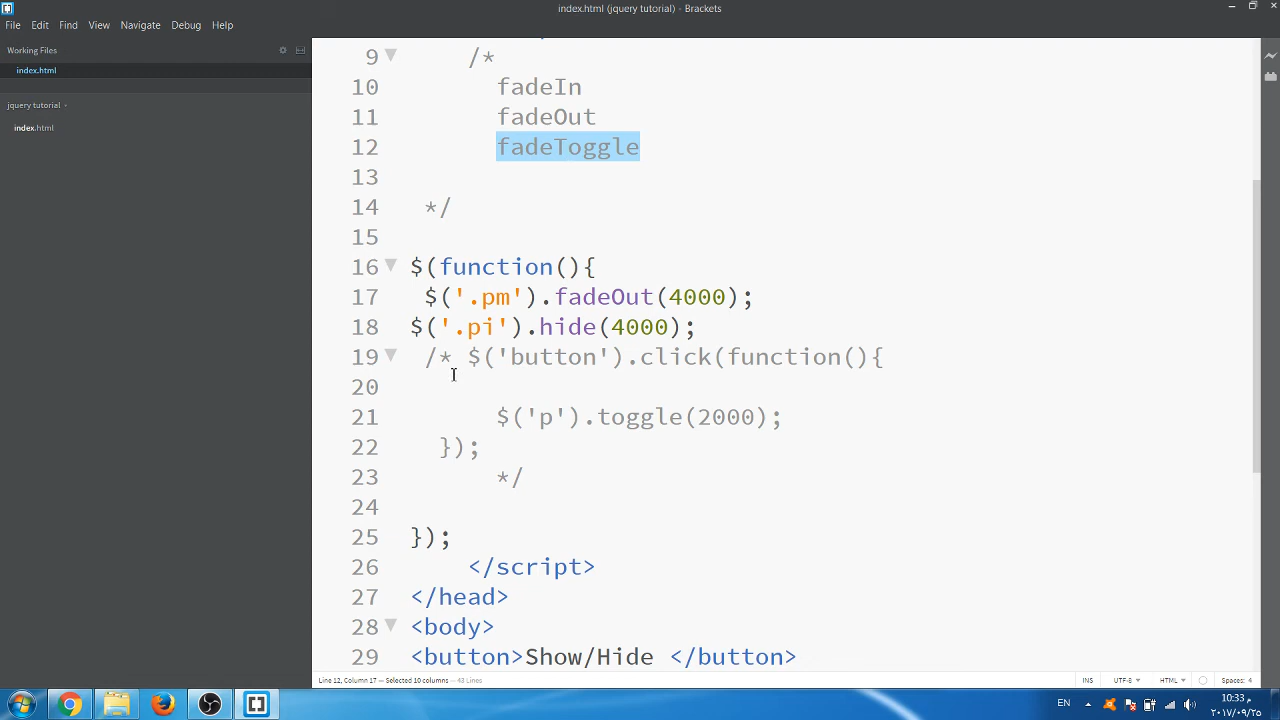 index.html (jquery tutorial) - Brackets
File Edit Find View Navigate Debug Help
Working Files
index.html
jquery tutorial
index.html
9 /*
10 fadeIn
11 fadeOut
12 fadeToggle
13
14 */
15
16 $(function(){
17 $('.pm').fadeOut(4000);
18 $('.pi').hide(4000);
19 /* $('button').click(function(){
20
21 $('p').toggle(2000);
22 });
23 */
24
25 });
26 </script>
27 </head>
28 <body>
29 <button>Show/Hide </button>
Line 12, Column 17 — Selected 10 columns — 43 Lines
INS UTF-8 HTML Spaces: 4
EN
10:33 م
٢٠١٧/٠٩/٢٥